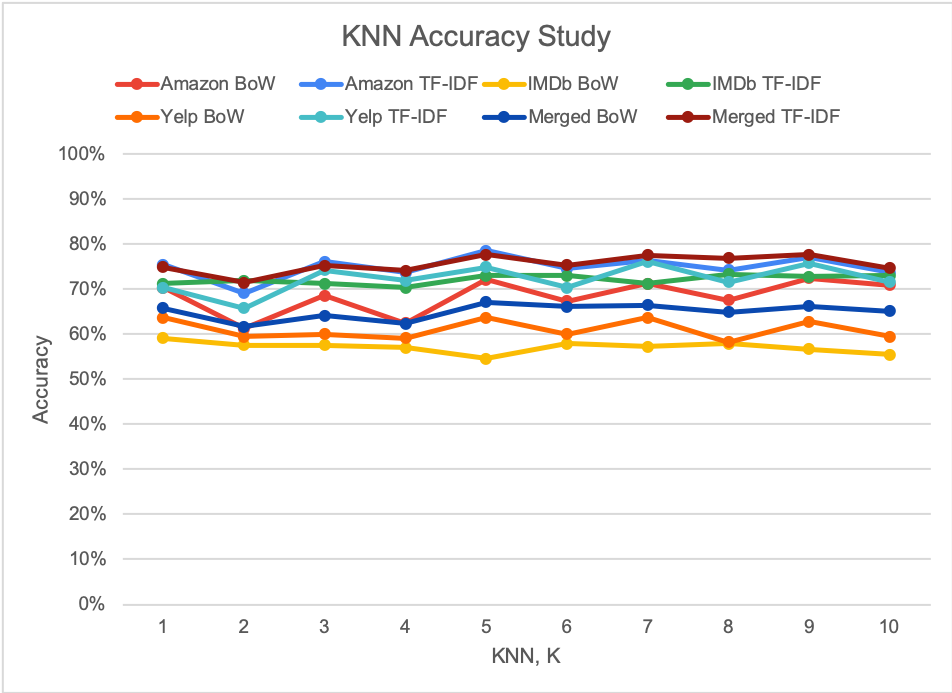 KNN Accuracy Study
Amazon BoW Amazon TF-IDF IMDb BoW IMDb TF-IDF
Yelp BoW Yelp TF-IDF Merged BoW Merged TF-IDF
100%
90%
80%
70%
60%
50%
40%
30%
20%
10%
0%
Accuracy
1 2 3 4 5 6 7 8 9 10
KNN, K